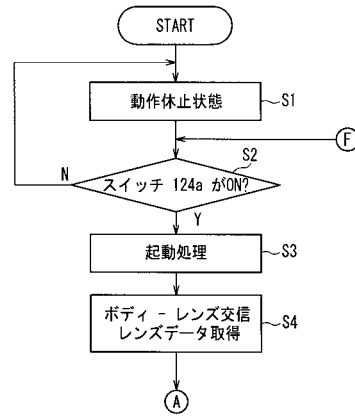 START
動作休止状態
S1
F
S2
N
スイッチ 124a がON?
Y
起動処理
S3
ボディ - レンズ交信
レンズデータ取得
S4
A